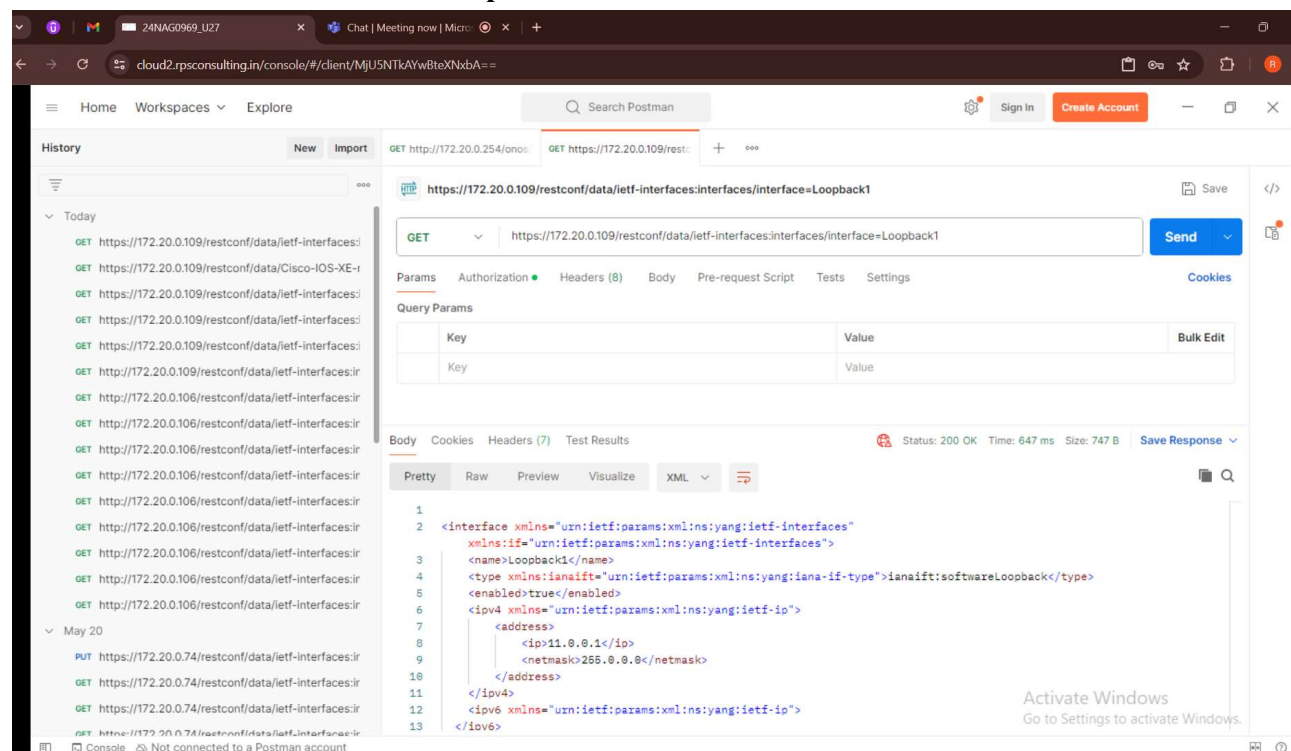 24NAG0969_U27
Chat | Meeting now | Micro
cloud2.rpsconsulting.in/console/#/client/MjU5NTkAYwBteXNxbA==
R
Home Workspaces Explore
Search Postman
Sign In
Create Account
History
New Import
GET http://172.20.0.254/onos
GET https://172.20.0.109/restc
HTTP https://172.20.0.109/restconf/data/ietf-interfaces:interfaces/interface=Loopback1
Save
Today
GET https://172.20.0.109/restconf/data/ietf-interfaces:i
GET https://172.20.0.109/restconf/data/Cisco-IOS-XE-r
GET https://172.20.0.109/restconf/data/ietf-interfaces:i
GET https://172.20.0.109/restconf/data/ietf-interfaces:i
GET https://172.20.0.109/restconf/data/ietf-interfaces:i
GET http://172.20.0.109/restconf/data/ietf-interfaces:ir
GET http://172.20.0.106/restconf/data/ietf-interfaces:ir
GET http://172.20.0.106/restconf/data/ietf-interfaces:ir
GET http://172.20.0.106/restconf/data/ietf-interfaces:ir
GET http://172.20.0.106/restconf/data/ietf-interfaces:ir
GET http://172.20.0.106/restconf/data/ietf-interfaces:ir
GET http://172.20.0.106/restconf/data/ietf-interfaces:ir
GET http://172.20.0.106/restconf/data/ietf-interfaces:ir
GET http://172.20.0.106/restconf/data/ietf-interfaces:ir
GET http://172.20.0.106/restconf/data/ietf-interfaces:ir
May 20
PUT https://172.20.0.74/restconf/data/ietf-interfaces:ir
GET https://172.20.0.74/restconf/data/ietf-interfaces:ir
GET https://172.20.0.74/restconf/data/ietf-interfaces:ir
GET https://172.20.0.74/restconf/data/ietf-interfaces:ir
GET https://172.20.0.109/restconf/data/ietf-interfaces:interfaces/interface=Loopback1
Send
Params Authorization Headers (8) Body Pre-request Script Tests Settings
Cookies
Query Params
Key Value Bulk Edit
Key Value
Body Cookies Headers (7) Test Results
Status: 200 OK Time: 647 ms Size: 747 B Save Response
Pretty Raw Preview Visualize XML
1
2 <interface xmlns="urn:ietf:params:xml:ns:yang:ietf-interfaces"
xmlns:if="urn:ietf:params:xml:ns:yang:ietf-interfaces">
3 <name>Loopback1</name>
4 <type xmlns:ianaift="urn:ietf:params:xml:ns:yang:iana-if-type">ianaift:softwareLoopback</type>
5 <enabled>true</enabled>
6 <ipv4 xmlns="urn:ietf:params:xml:ns:yang:ietf-ip">
7 <address>
8 <ip>11.0.0.1</ip>
9 <netmask>255.0.0.0</netmask>
10 </address>
11 </ipv4>
12 <ipv6 xmlns="urn:ietf:params:xml:ns:yang:ietf-ip">
13 </ipv6>
Activate Windows
Go to Settings to activate Windows.
Console Not connected to a Postman account